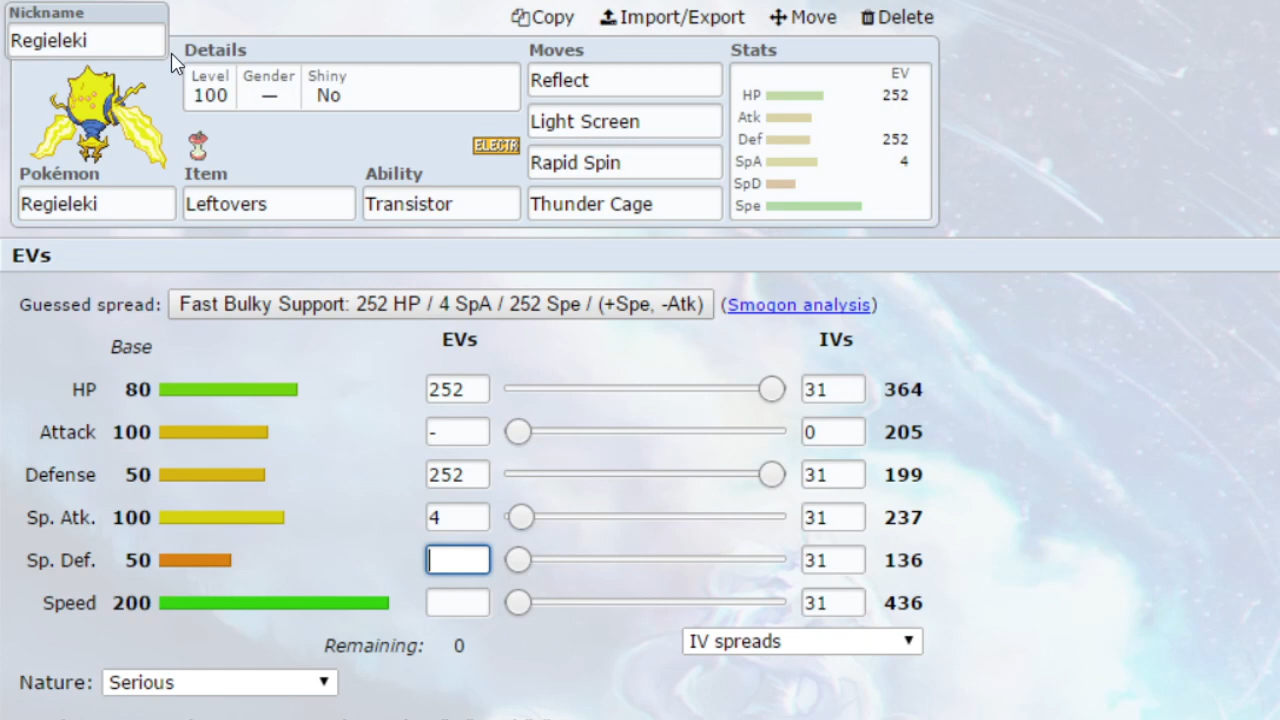 Nickname
Regieleki
Copy Import/Export Move Delete
Details
Level Gender Shiny
100 — No
ELECTR
Pokémon Item Ability
Regieleki Leftovers Transistor
Moves
Reflect
Light Screen
Rapid Spin
Thunder Cage
Stats
EV
HP 252
Atk
Def 252
SpA 4
SpD
Spe
EVs
Guessed spread: Fast Bulky Support: 252 HP / 4 SpA / 252 Spe / (+Spe, -Atk) (Smogon analysis)
Base EVs IVs
HP 80 252 31 364
Attack 100 - 0 205
Defense 50 252 31 199
Sp. Atk. 100 4 31 237
Sp. Def. 50 31 136
Speed 200 31 436
Remaining: 0 IV spreads
Nature: Serious